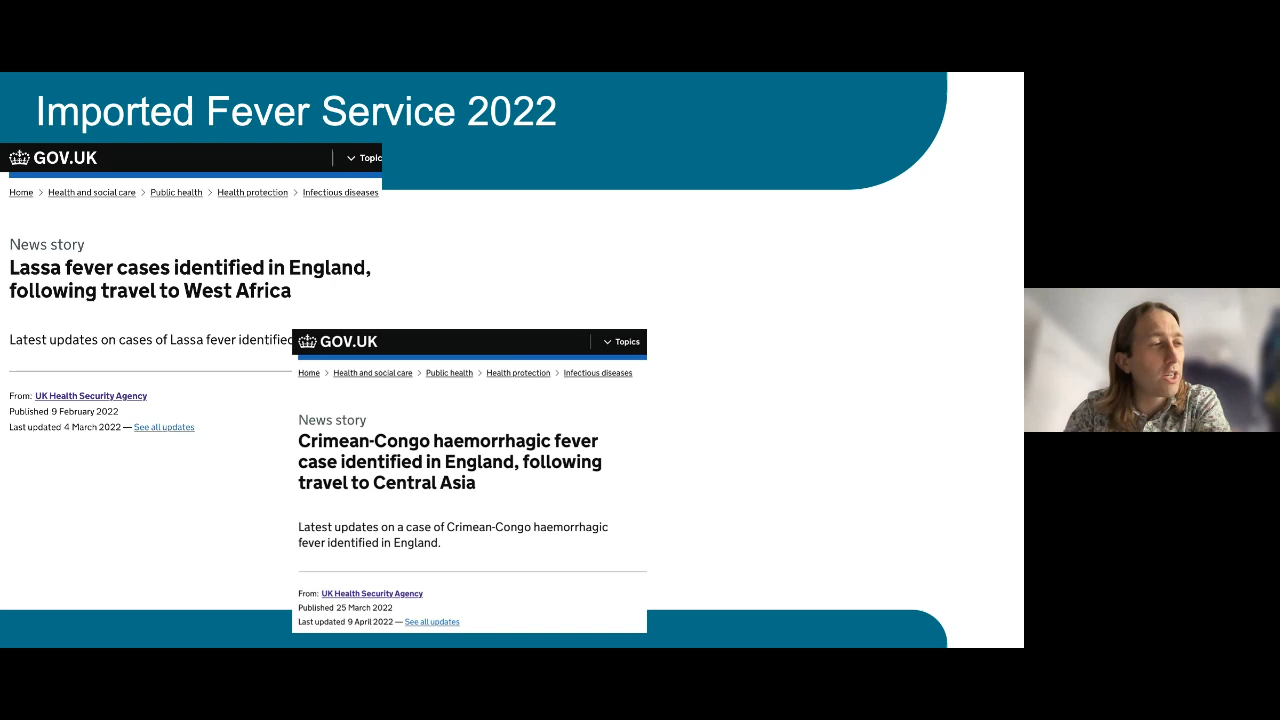 Imported Fever Service 2022
GOV.UK
Topic
Home > Health and social care > Public health > Health protection > Infectious diseases
News story
Lassa fever cases identified in England,
following travel to West Africa
Latest updates on cases of Lassa fever identified
From: UK Health Security Agency
Published 9 February 2022
Last updated 4 March 2022 — See all updates
GOV.UK
Topics
Home > Health and social care > Public health > Health protection > Infectious diseases
News story
Crimean-Congo haemorrhagic fever
case identified in England, following
travel to Central Asia
Latest updates on a case of Crimean-Congo haemorrhagic
fever identified in England.
From: UK Health Security Agency
Published 25 March 2022
Last updated 9 April 2022 — See all updates